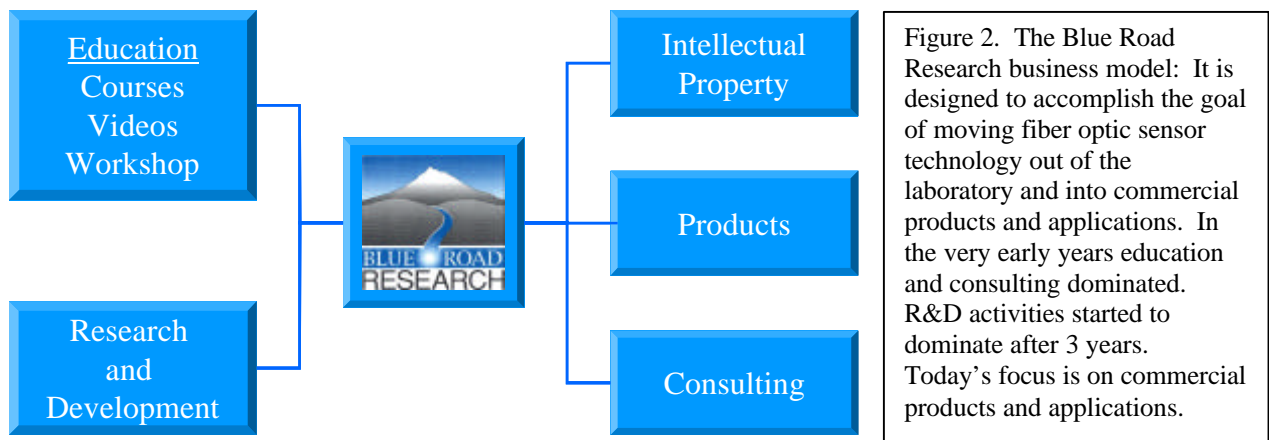 Education
Courses
Videos
Workshop
Research
and
Development
BLUE ROAD
RESEARCH
Intellectual
Property
Products
Consulting
Figure 2.  The Blue Road
Research business model:  It is
designed to accomplish the goal
of moving fiber optic sensor
technology out of the
laboratory and into commercial
products and applications.  In
the very early years education
and consulting dominated.
R&D activities started to
dominate after 3 years.
Today’s focus is on commercial
products and applications.